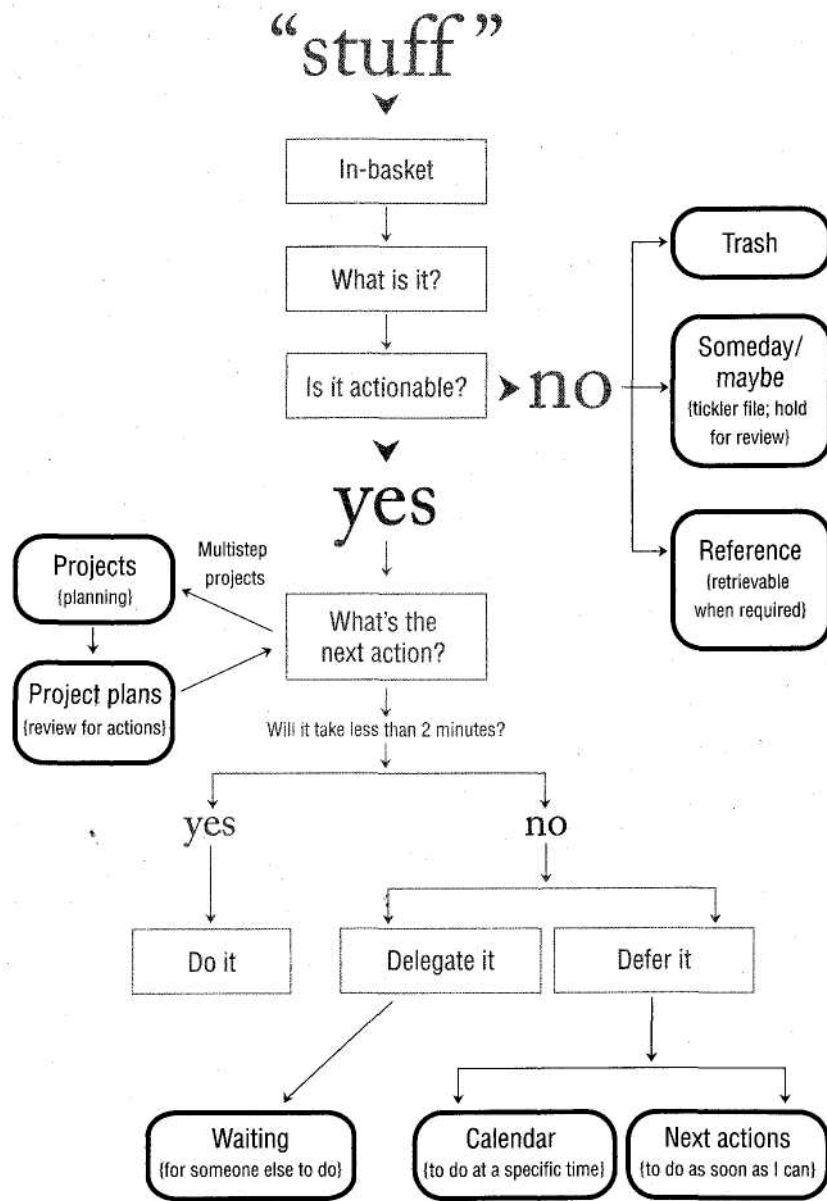 “stuff”
In-basket
What is it?
Is it actionable?
no
Trash
Someday/
maybe
{tickler file; hold
for review}
Reference
{retrievable
when required}
yes
Multistep
projects
Projects
{planning}
Project plans
{review for actions}
What's the
next action?
Will it take less than 2 minutes?
yes
no
Do it
Delegate it
Defer it
Waiting
{for someone else to do}
Calendar
{to do at a specific time}
Next actions
{to do as soon as I can}